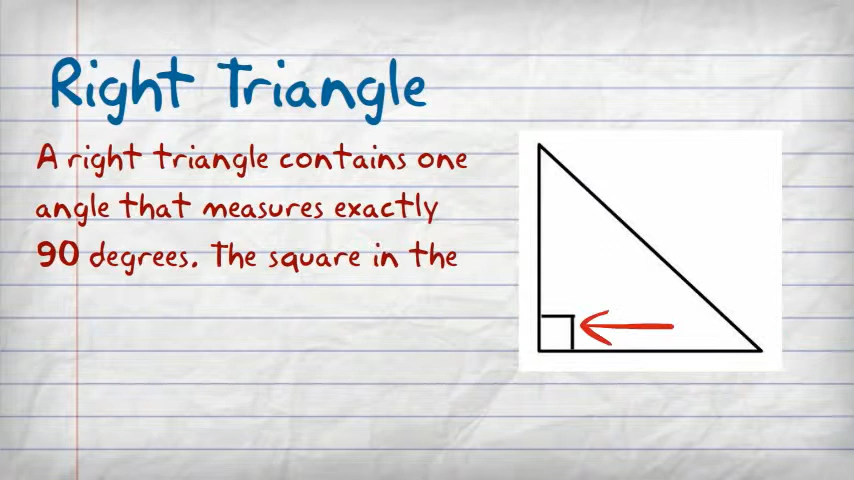 Right Triangle
A right triangle contains one
angle that measures exactly
90 degrees. The square in the